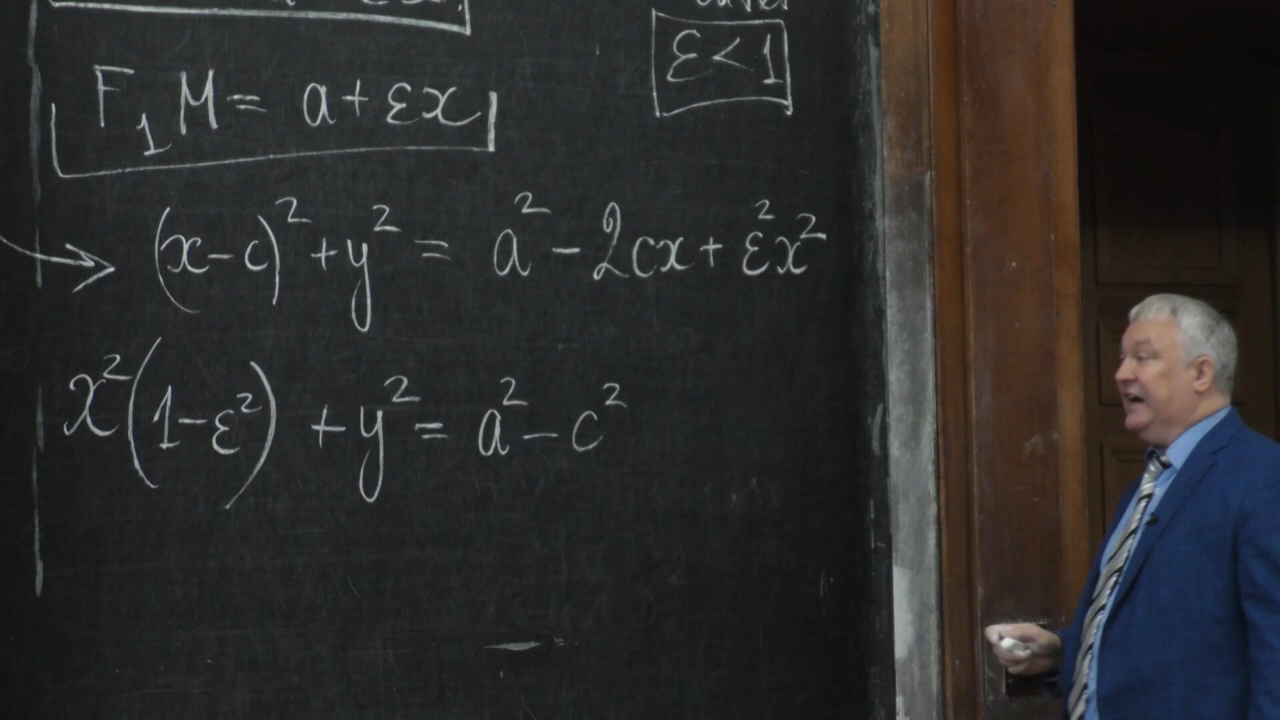 ε < 1
F₁M = a + εx
(x - c)² + y² = a² - 2cx + ε²x²
x²(1 - ε²) + y² = a² - c²